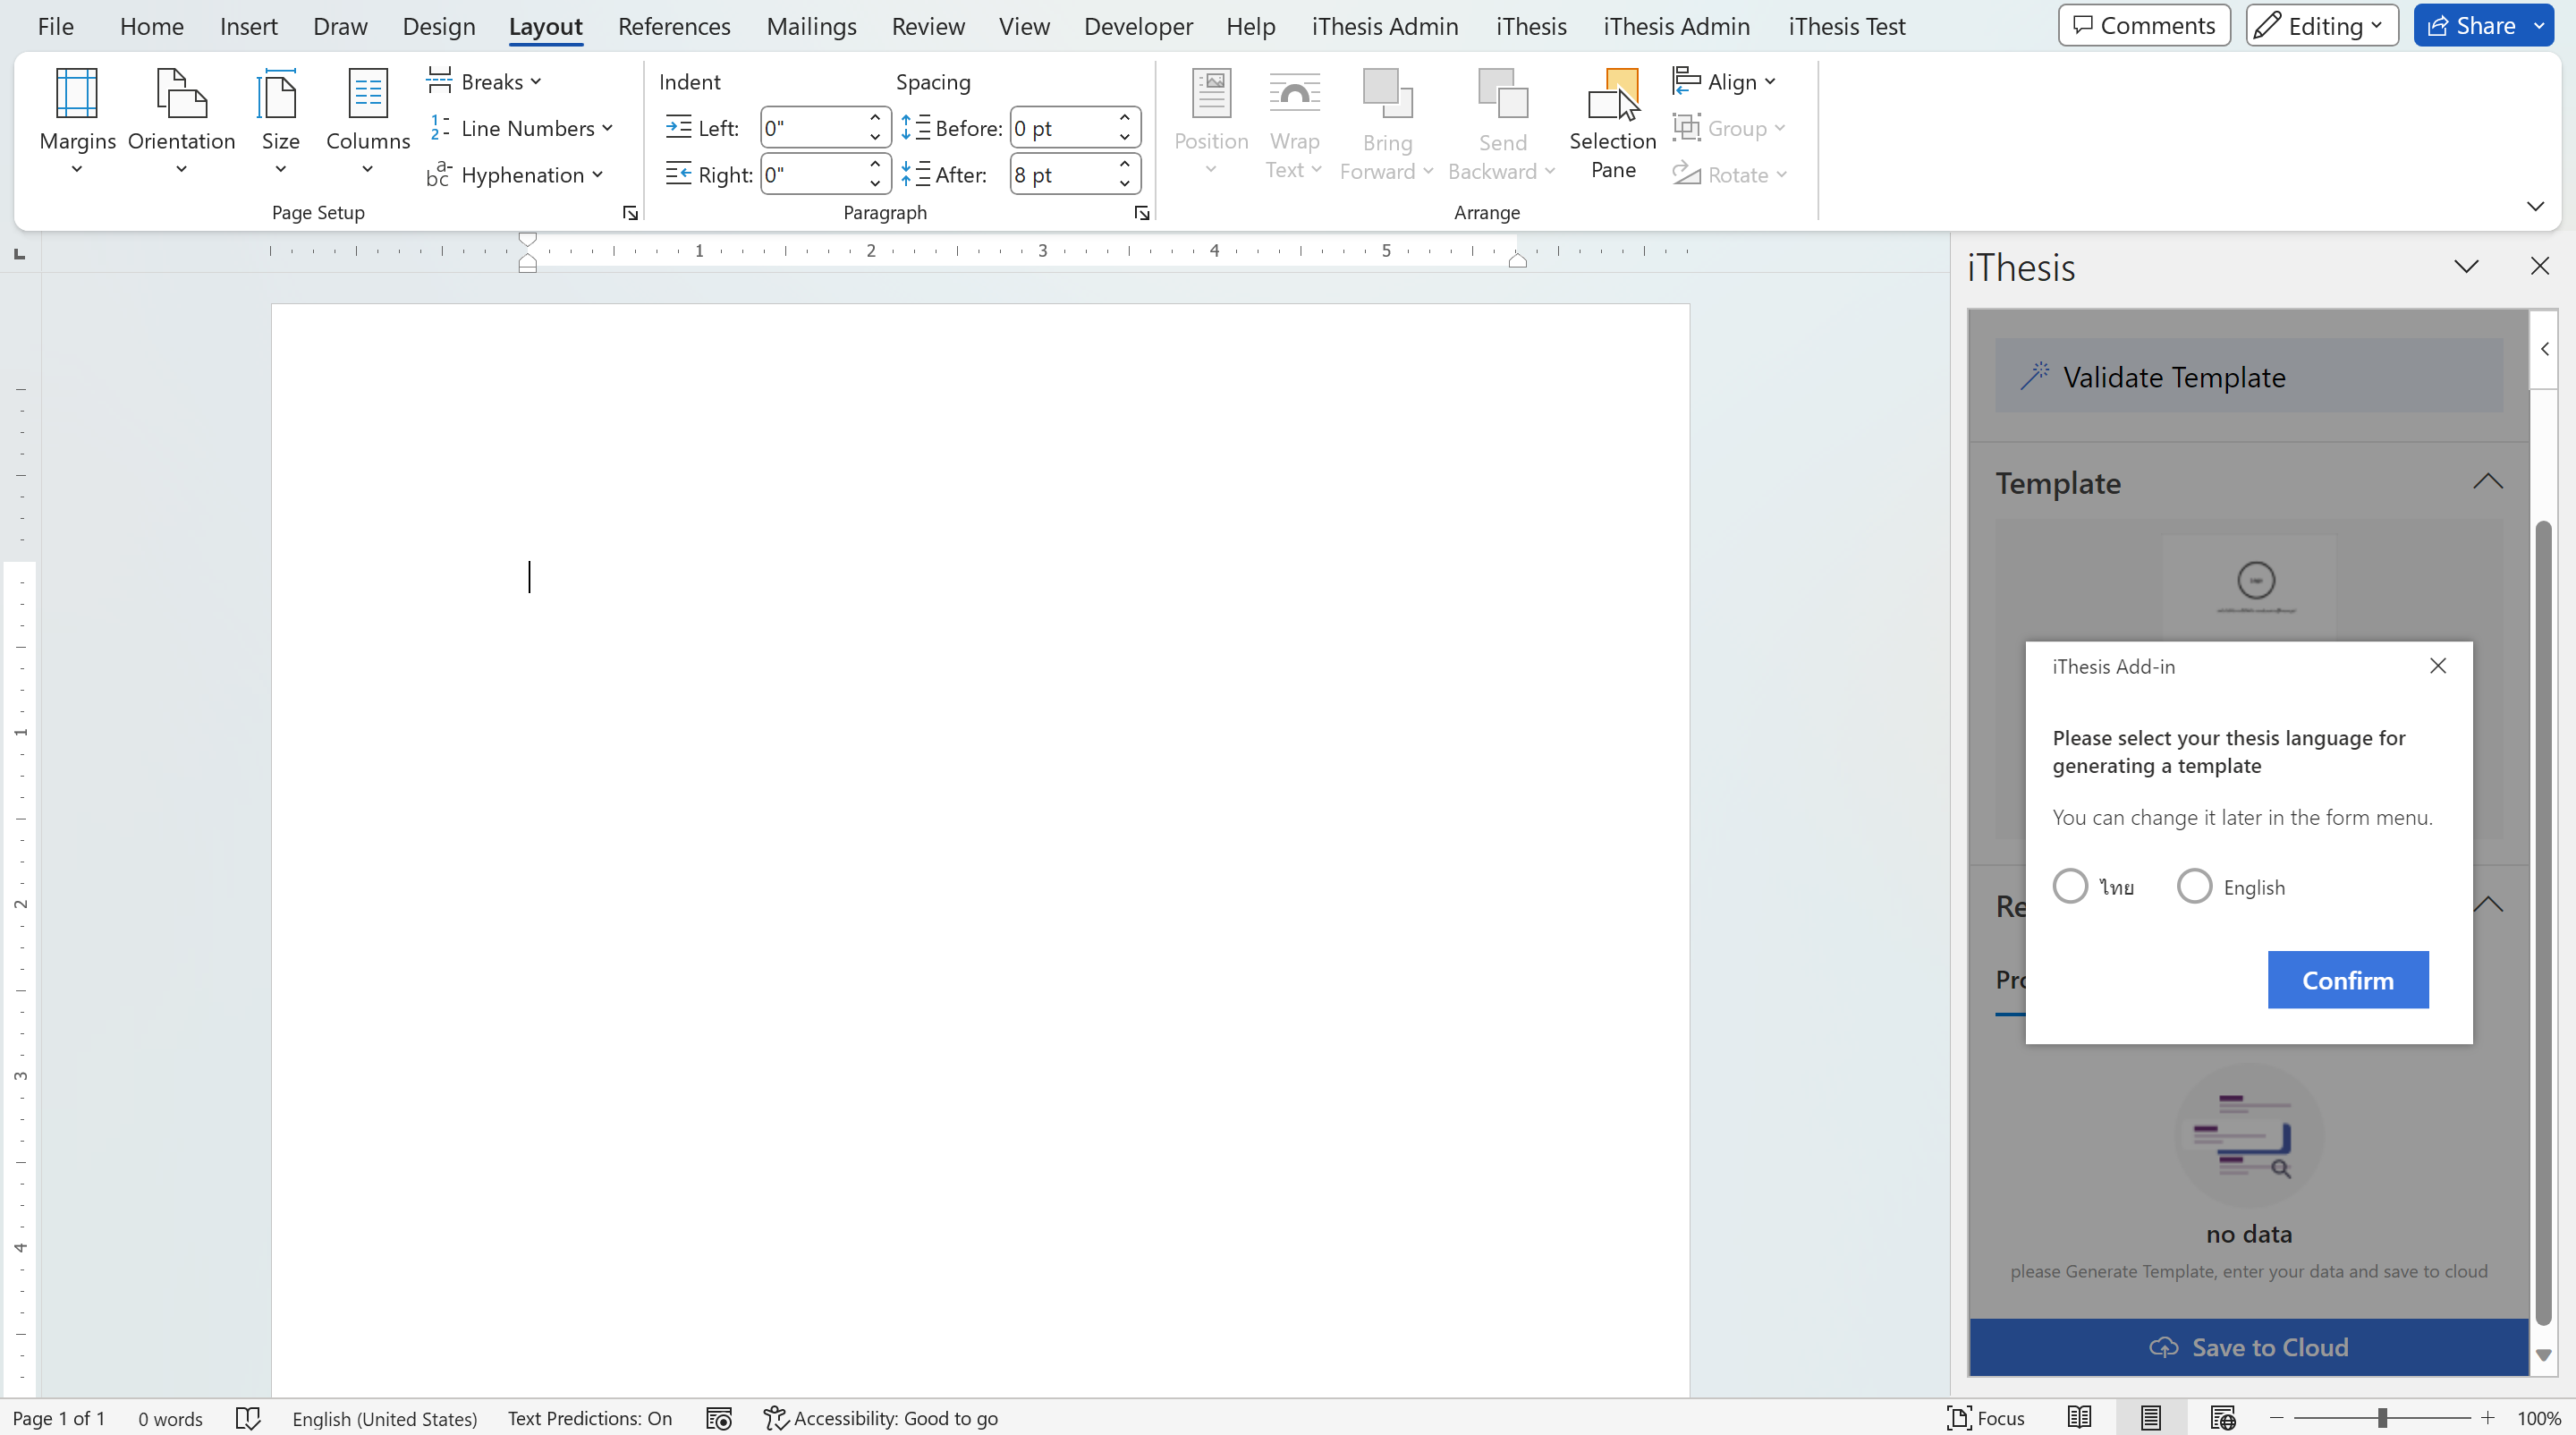 File Home Insert Draw Design Layout References Mailings Review View Developer Help iThesis Admin iThesis iThesis Admin iThesis Test Comments Editing Share
Margins Orientation Size Columns
Breaks
Line Numbers
Hyphenation
Page Setup
Indent Spacing
Left: 0" Before: 0 pt
Right: 0" After: 8 pt
Paragraph
Position
Wrap
Text
Bring
Forward
Send
Backward
Selection
Pane
Align
Group
Rotate
Arrange
1 2 3 4 5
1
2
3
4
iThesis
Validate Template
Template
iThesis Add-in
Please select your thesis language for
generating a template
You can change it later in the form menu.
ไทย English
Re
Pro
Confirm
no data
please Generate Template, enter your data and save to cloud
Save to Cloud
Page 1 of 1 0 words English (United States) Text Predictions: On Accessibility: Good to go Focus 100%